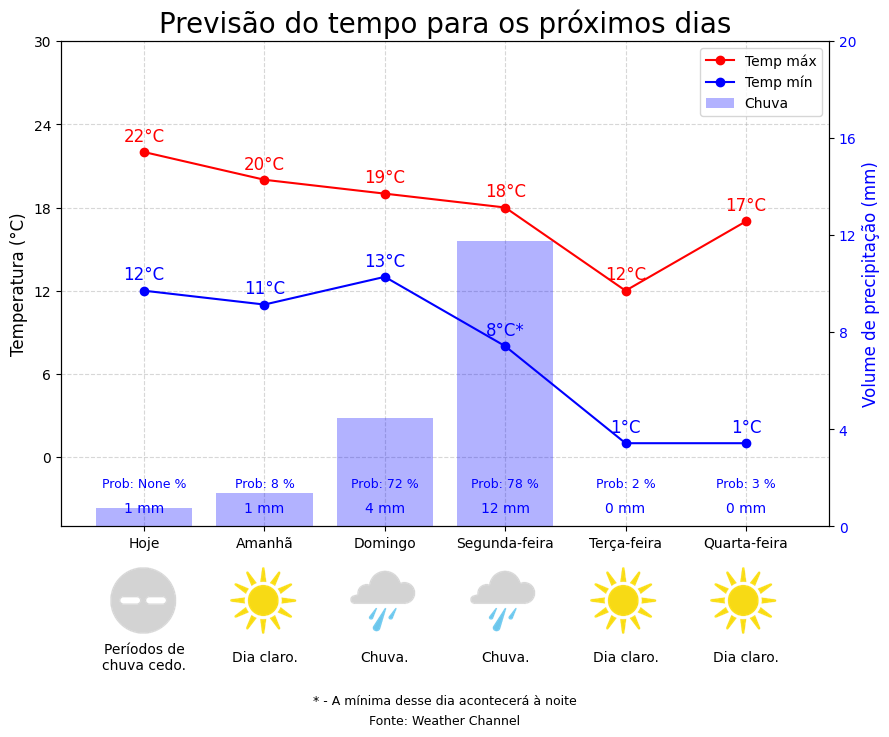 Previsão do tempo para os próximos dias
30
24
18
12
6
0
Temperatura (°C)
20
16
12
8
4
0
Volume de precipitação (mm)
Temp máx
Temp mín
Chuva
22°C
20°C
19°C
18°C
12°C
17°C
12°C
11°C
13°C
8°C*
1°C
1°C
Prob: None %
Prob: 8 %
Prob: 72 %
Prob: 78 %
Prob: 2 %
Prob: 3 %
1 mm
1 mm
4 mm
12 mm
0 mm
0 mm
Hoje
Amanhã
Domingo
Segunda-feira
Terça-feira
Quarta-feira
Períodos de
chuva cedo.
Dia claro.
Chuva.
Chuva.
Dia claro.
Dia claro.
* - A mínima desse dia acontecerá à noite
Fonte: Weather Channel